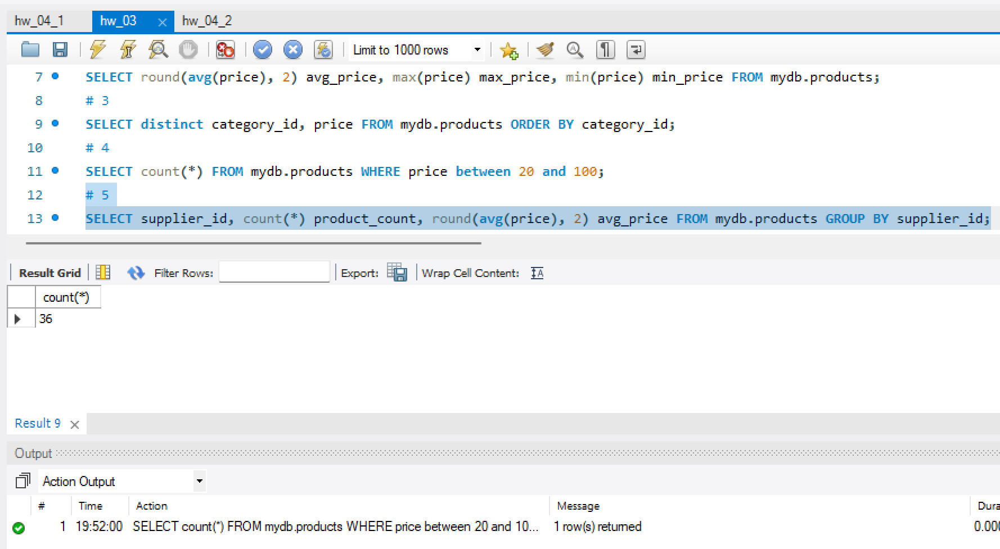 hw_04_1 hw_03 hw_04_2
Limit to 1000 rows
7 SELECT round(avg(price), 2) avg_price, max(price) max_price, min(price) min_price FROM mydb.products;
8 # 3
9 SELECT distinct category_id, price FROM mydb.products ORDER BY category_id;
10 # 4
11 SELECT count(*) FROM mydb.products WHERE price between 20 and 100;
12 # 5
13 SELECT supplier_id, count(*) product_count, round(avg(price), 2) avg_price FROM mydb.products GROUP BY supplier_id;
Result Grid Filter Rows: Export: Wrap Cell Content:
count(*)
36
Result 9
Output
Action Output
# Time Action Message Dura
1 19:52:00 SELECT count(*) FROM mydb.products WHERE price between 20 and 10... 1 row(s) returned 0.000